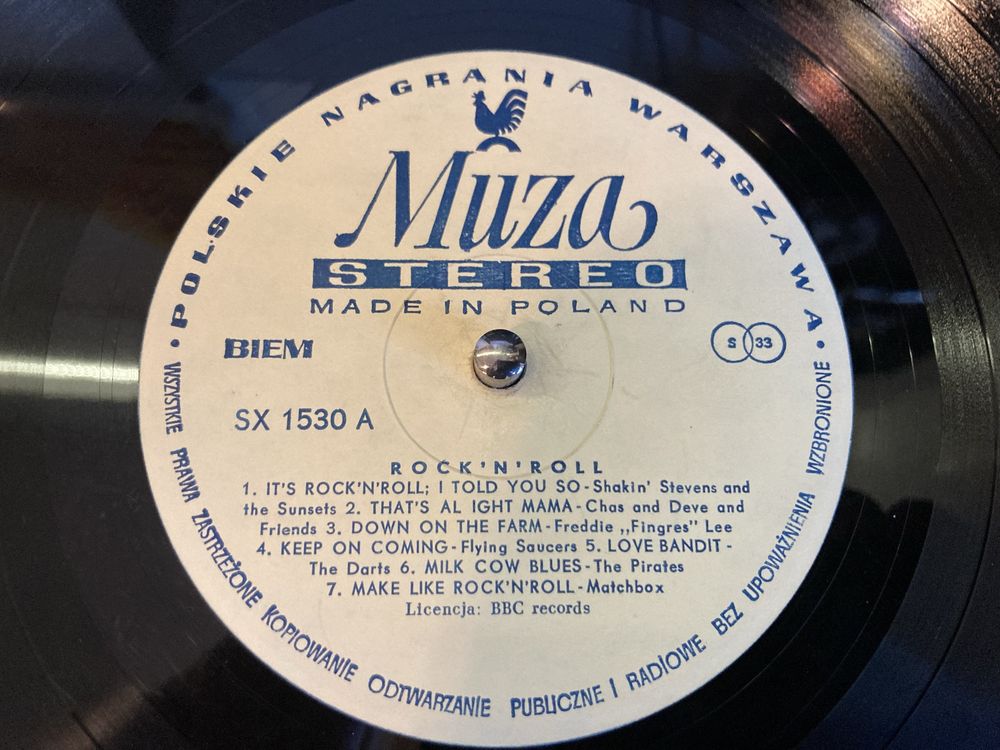 • POLSKIE NAGRANIA WARSZAWA •
Muza
STEREO
MADE IN POLAND
BIEM
S 33
SX 1530 A
ROCK'N'ROLL
1. IT'S ROCK'N'ROLL; I TOLD YOU SO-Shakin' Stevens and
the Sunsets 2. THAT'S AL IGHT MAMA-Chas and Deve and
Friends 3. DOWN ON THE FARM-Freddie „Fingres" Lee
4. KEEP ON COMING-Flying Saucers 5. LOVE BANDIT-
The Darts 6. MILK COW BLUES-The Pirates
7. MAKE LIKE ROCK'N'ROLL-Matchbox
Licencja: BBC records
WSZYSTKIE PRAWA ZASTRZEŻONE KOPIOWANIE ODTWARZANIE PUBLICZNE I RADIOWE BEZ UPOWAŻNIENIA WZBRONIONE